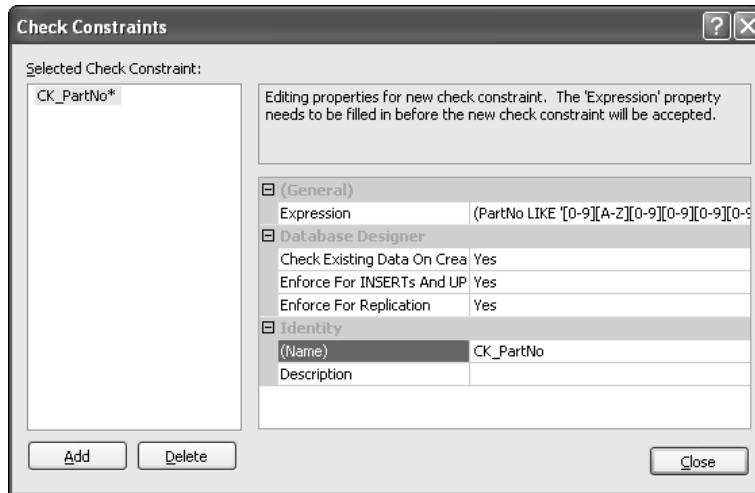 Check Constraints
Selected Check Constraint:
CK_PartNo*
Editing properties for new check constraint. The 'Expression' property
needs to be filled in before the new check constraint will be accepted.
(General)
Expression (PartNo LIKE '[0-9][A-Z][0-9][0-9][0-9][0-9
Database Designer
Check Existing Data On Crea Yes
Enforce For INSERTs And UP Yes
Enforce For Replication Yes
Identity
(Name) CK_PartNo
Description
Add Delete
Close